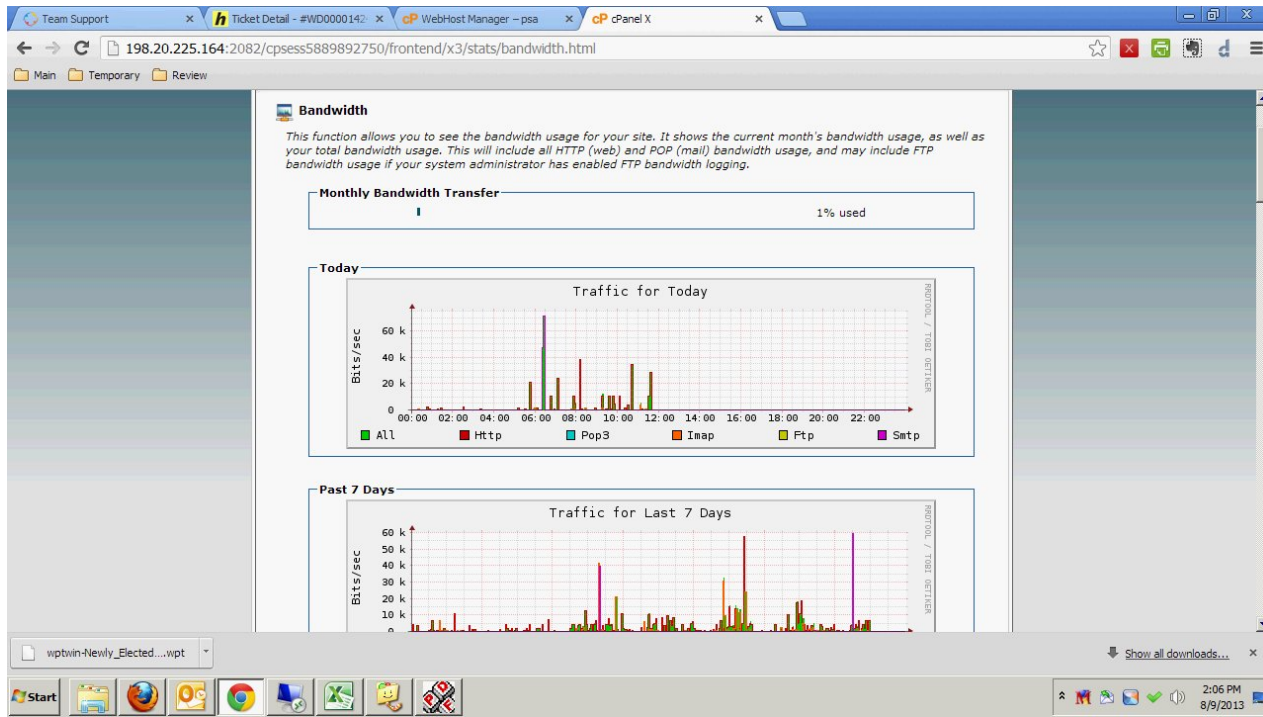 Team Support
Ticket Detail - #WD0000142
WebHost Manager – psa
cPanel X
198.20.225.164:2082/cpsess5889892750/frontend/x3/stats/bandwidth.html
Main Temporary Review
Bandwidth
This function allows you to see the bandwidth usage for your site. It shows the current month's bandwidth usage, as well as
your total bandwidth usage. This will include all HTTP (web) and POP (mail) bandwidth usage, and may include FTP
bandwidth usage if your system administrator has enabled FTP bandwidth logging.
Monthly Bandwidth Transfer
1% used
Today
Traffic for Today
RRDTOOL / TOBI OETIKER
Bits/sec
60 k
40 k
20 k
0
00:00 02:00 04:00 06:00 08:00 10:00 12:00 14:00 16:00 18:00 20:00 22:00
All Http Pop3 Imap Ftp Smtp
Past 7 Days
Traffic for Last 7 Days
RRDTOOL / TOBI OETIKER
Bits/sec
60 k
50 k
40 k
30 k
20 k
10 k
wptwin-Newly_Elected....wpt
Show all downloads...
Start
2:06 PM
8/9/2013